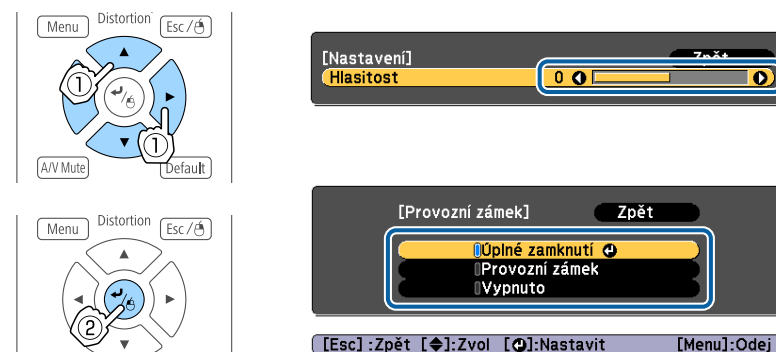 Menu Distortion Esc/
1
1
A/V Mute Default
[Nastavení] Zpět
Hlasitost 0
Menu Distortion Esc/
2
[Provozní zámek] Zpět
Úplné zamknutí
Provozní zámek
Vypnuto
[Esc] :Zpět []:Zvol []:Nastavit [Menu]:Odej